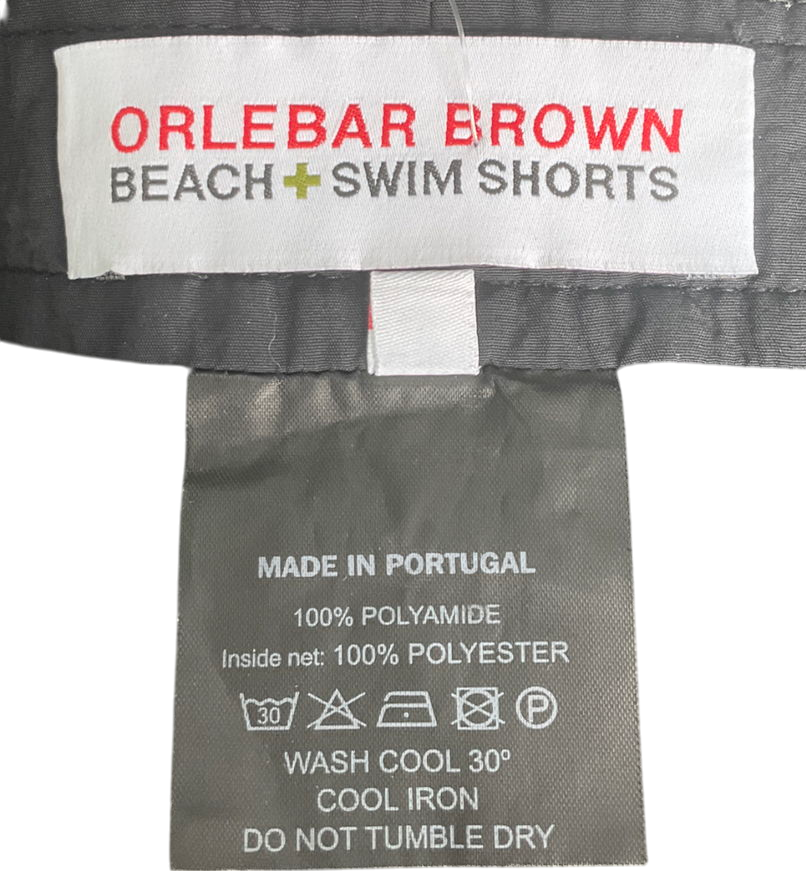 ORLEBAR BROWN
BEACH + SWIM SHORTS
MADE IN PORTUGAL
100% POLYAMIDE
Inside net: 100% POLYESTER
30 P
WASH COOL 30º
COOL IRON
DO NOT TUMBLE DRY